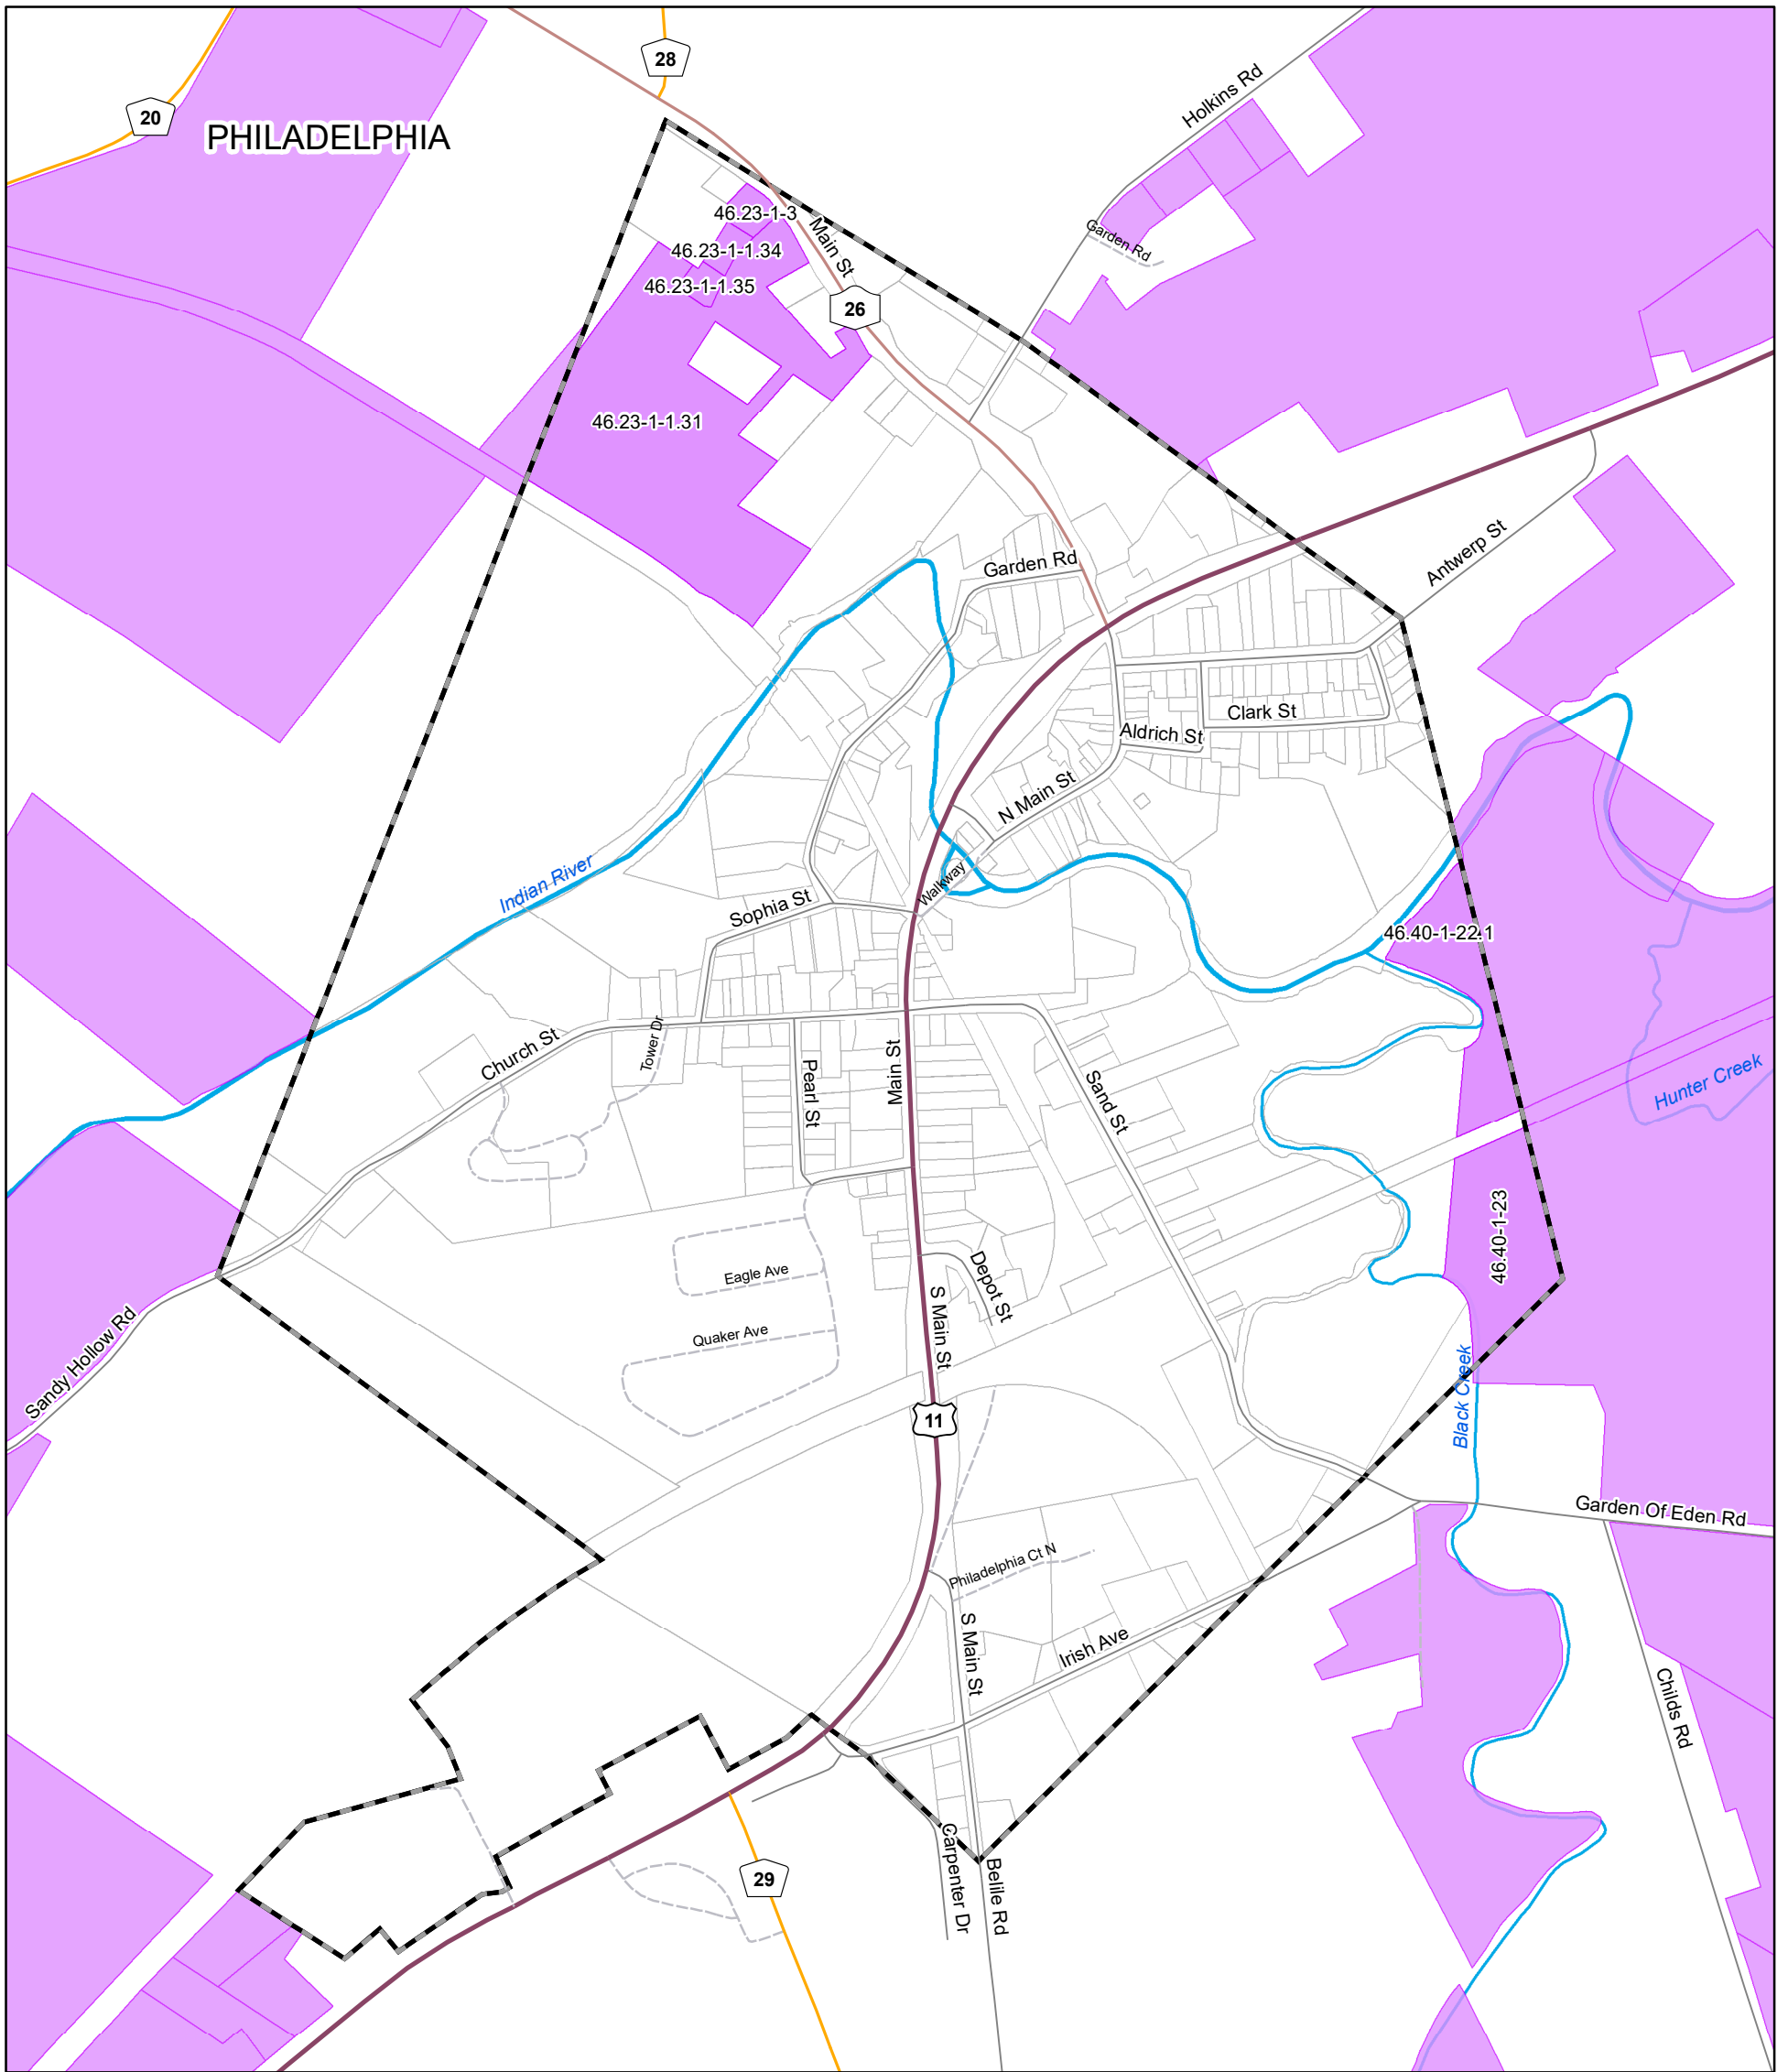 28
20
PHILADELPHIA
Holkins Rd
46.23-1-3
Main St
Garden Rd
46.23-1-1.34
46.23-1-1.35
26
46.23-1-1.31
Antwerp St
Garden Rd
Clark St
Aldrich St
N Main St
Indian River
Walkway
Sophia St
46.40-1-22.1
Church St
Tower Dr
Pearl St
Main St
Sand St
Hunter Creek
46.40-1-23
Eagle Ave
Depot St
Quaker Ave
S Main St
Sandy Hollow Rd
Black Creek
11
Garden Of Eden Rd
Philadelphia Ct N
S Main St
Irish Ave
Childs Rd
29
Carpenter Dr
Belile Rd